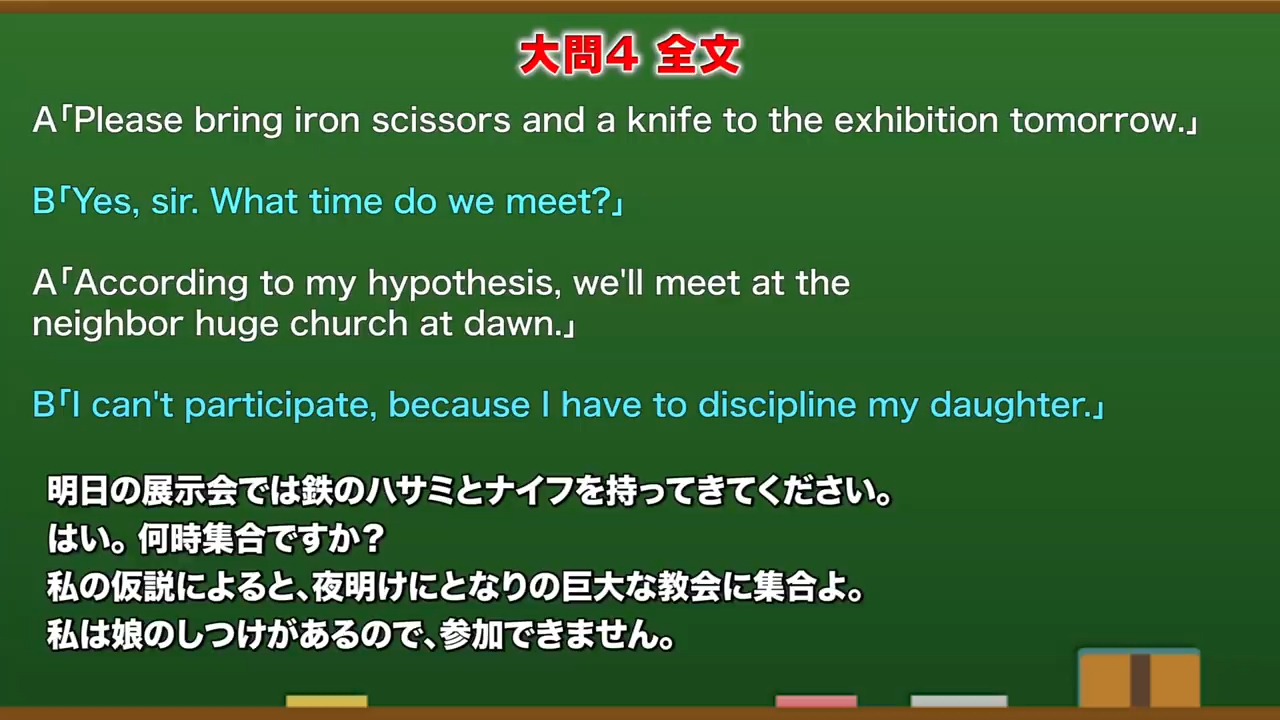 大問4 全文
A「Please bring iron scissors and a knife to the exhibition tomorrow.」
B「Yes, sir. What time do we meet?」
A「According to my hypothesis, we'll meet at the
neighbor huge church at dawn.」
B「I can't participate, because I have to discipline my daughter.」
明日の展示会では鉄のハサミとナイフを持ってきてください。
はい。何時集合ですか?
私の仮説によると、夜明けにとなりの巨大な教会に集合よ。
私は娘のしつけがあるので、参加できません。